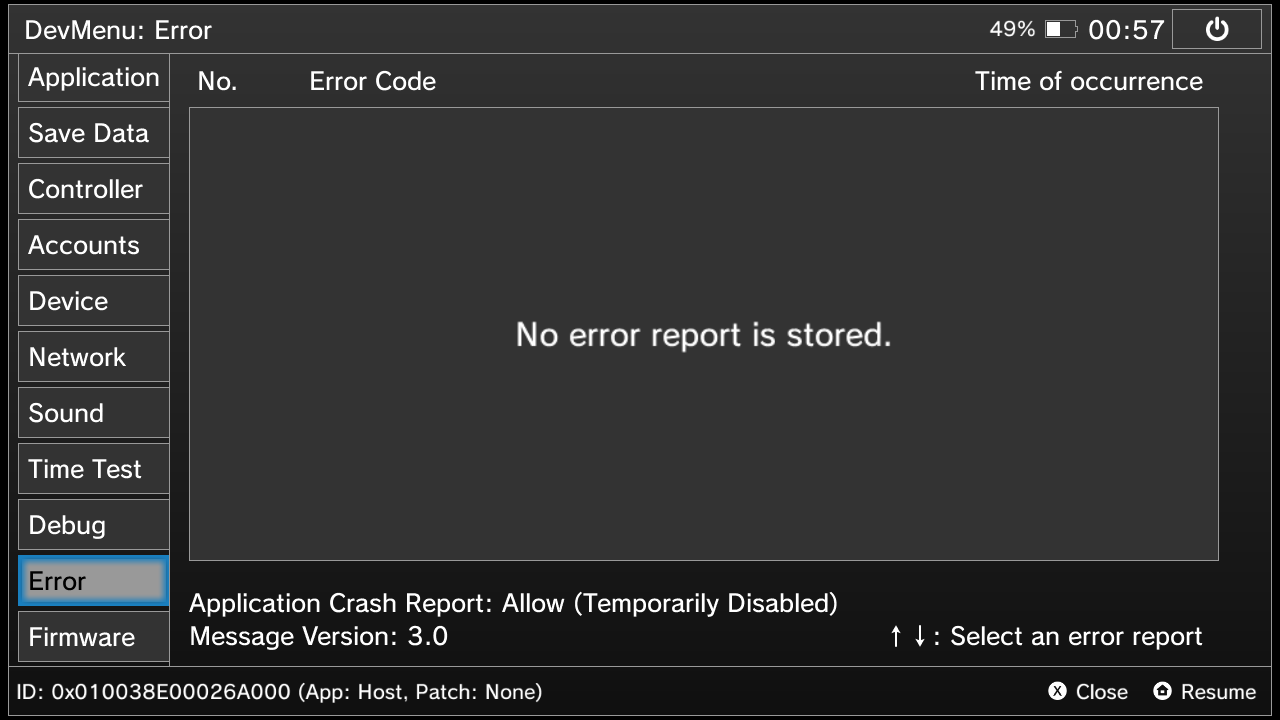 DevMenu: Error
49% 00:57
Application
Save Data
Controller
Accounts
Device
Network
Sound
Time Test
Debug
Error
Firmware
No. Error Code Time of occurrence
No error report is stored.
Application Crash Report: Allow (Temporarily Disabled)
Message Version: 3.0
↑ ↓ : Select an error report
ID: 0x010038E00026A000 (App: Host, Patch: None)
X Close Resume